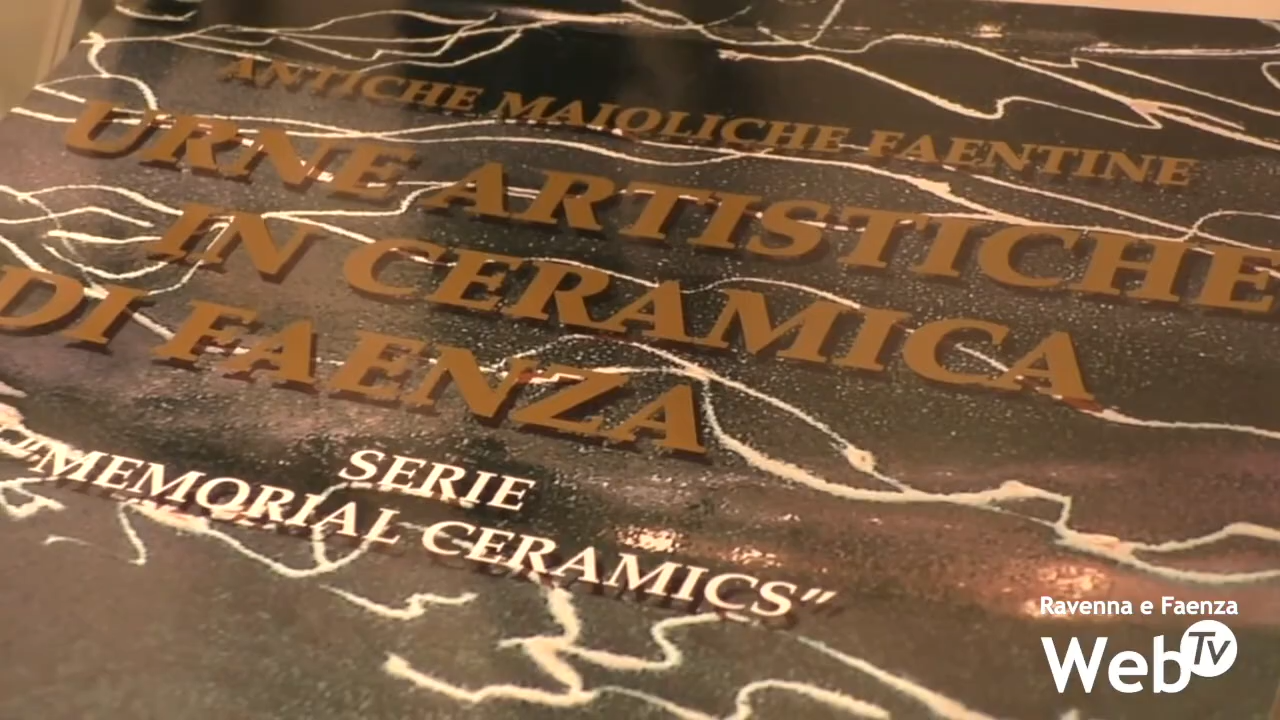 ANTICHE MAIOLICHE FAENTINE
URNE ARTISTICHE
IN CERAMICA
DI FAENZA
SERIE
"MEMORIAL CERAMICS"
Ravenna e Faenza
WebTv